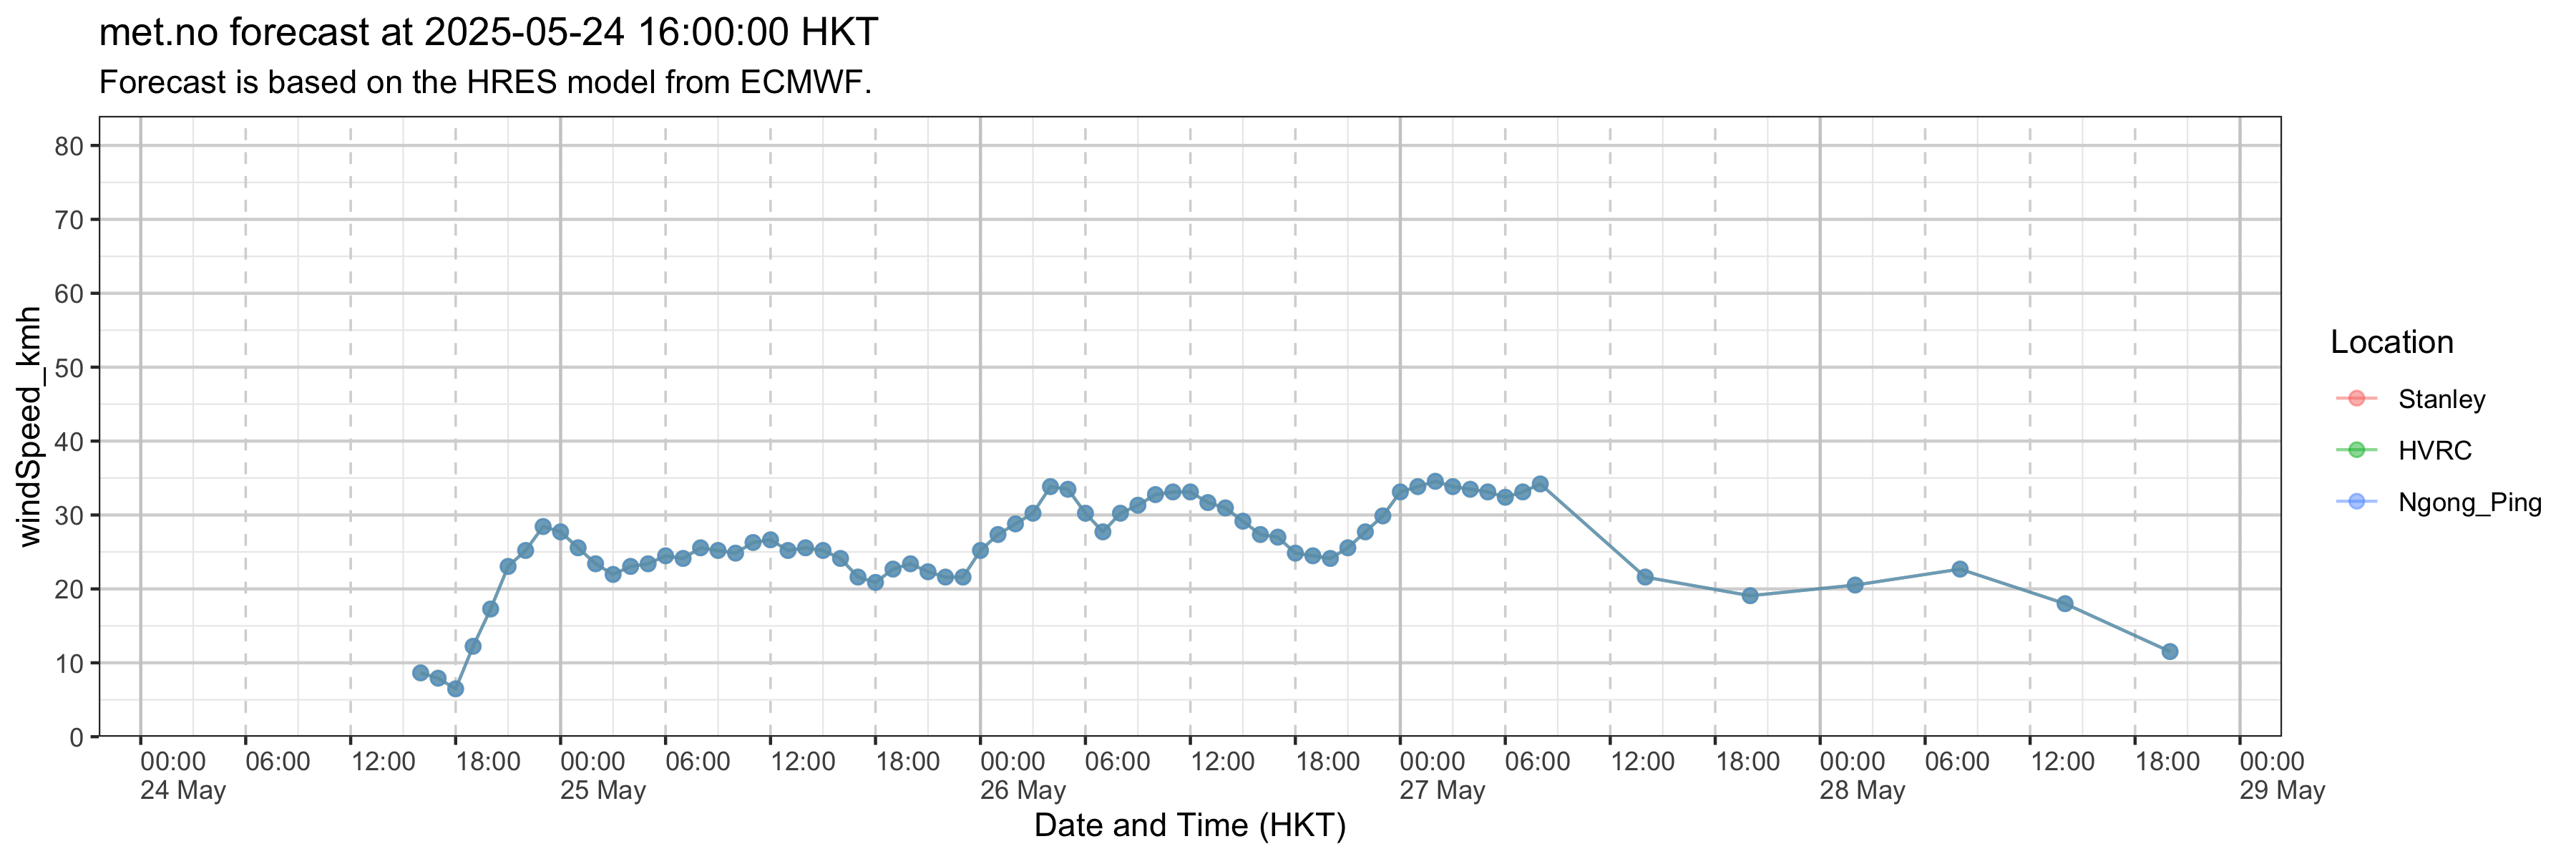 met.no forecast at 2025-05-24 16:00:00 HKT
Forecast is based on the HRES model from ECMWF.
windSpeed_kmh
80
70
60
50
40
30
20
10
0
00:00 06:00 12:00 18:00 00:00 06:00 12:00 18:00 00:00 06:00 12:00 18:00 00:00 06:00 12:00 18:00 00:00 06:00 12:00 18:00 00:00
24 May 25 May 26 May 27 May 28 May 29 May
Date and Time (HKT)
Location
Stanley
HVRC
Ngong_Ping